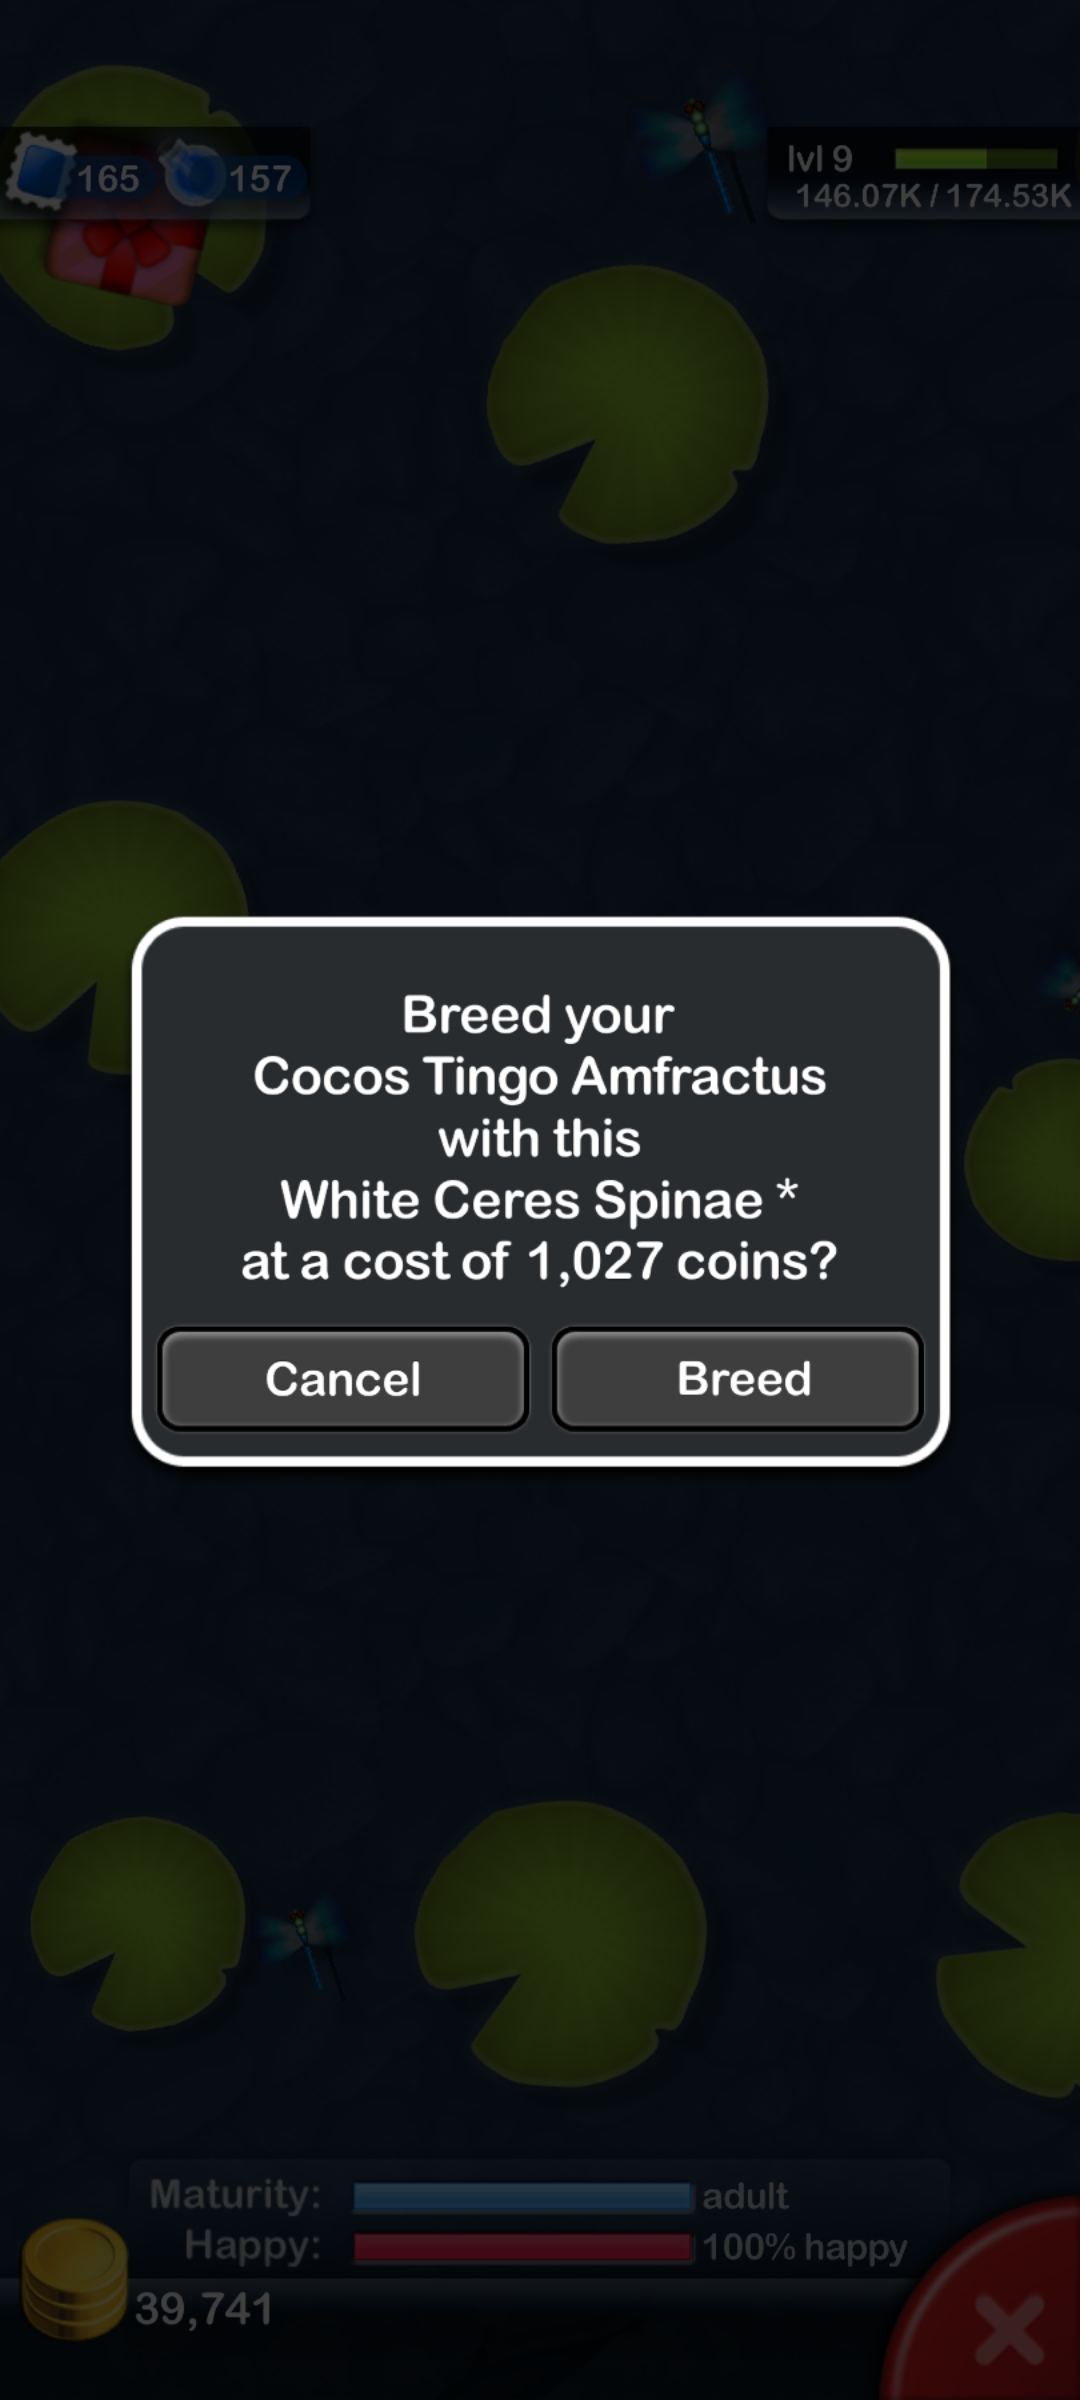 165 157
lvl 9
146.07K / 174.53K
Breed your
Cocos Tingo Amfractus
with this
White Ceres Spinae *
at a cost of 1,027 coins?
Cancel Breed
Maturity: adult
Happy: 100% happy
39,741